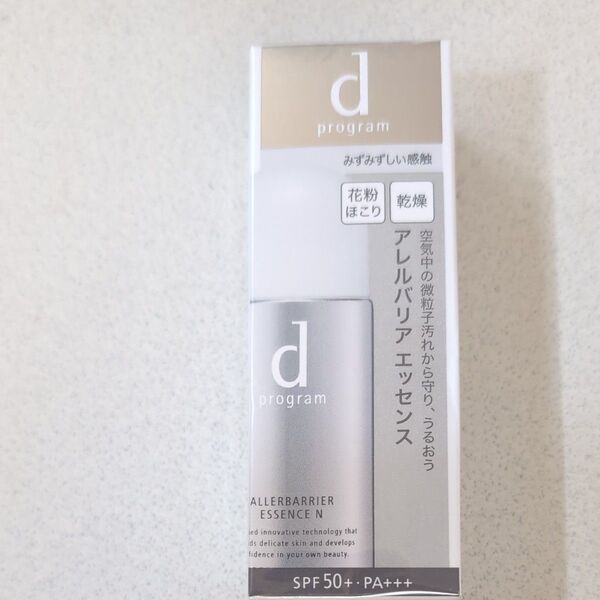 d
program
みずみずしい感触
花粉
ほこり
乾燥
空気中の微粒子汚れから守り、うるおう
アレルバリア エッセンス
d
program
ALLERBARRIER
ESSENCE N
innovative technology that
delicate skin and develops
in your own beauty.
SPF 50+・PA+++